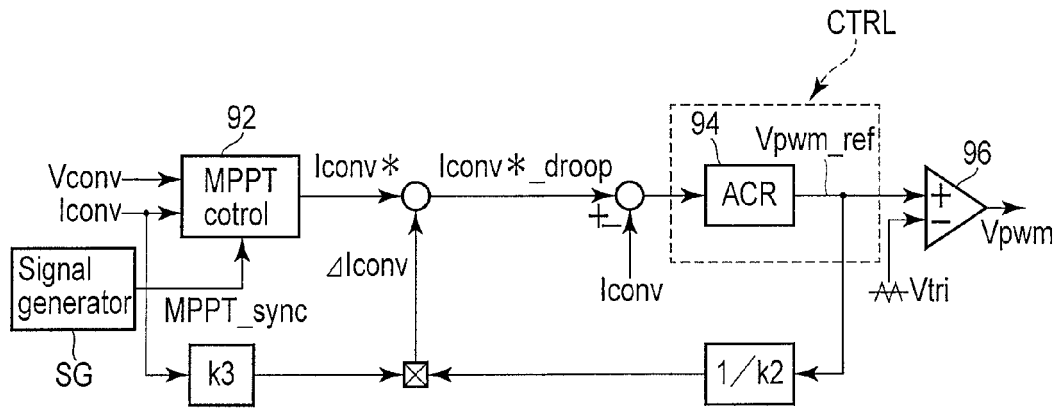 CTRL
92
94
Vpwm_ref
96
Vconv
Iconv
MPPT
cotrol
Iconv*
Iconv*_droop
+
−
ACR
+
−
Vpwm
Signal
generator
MPPT_sync
⊿Iconv
Iconv
Vtri
SG
k3
1/k2